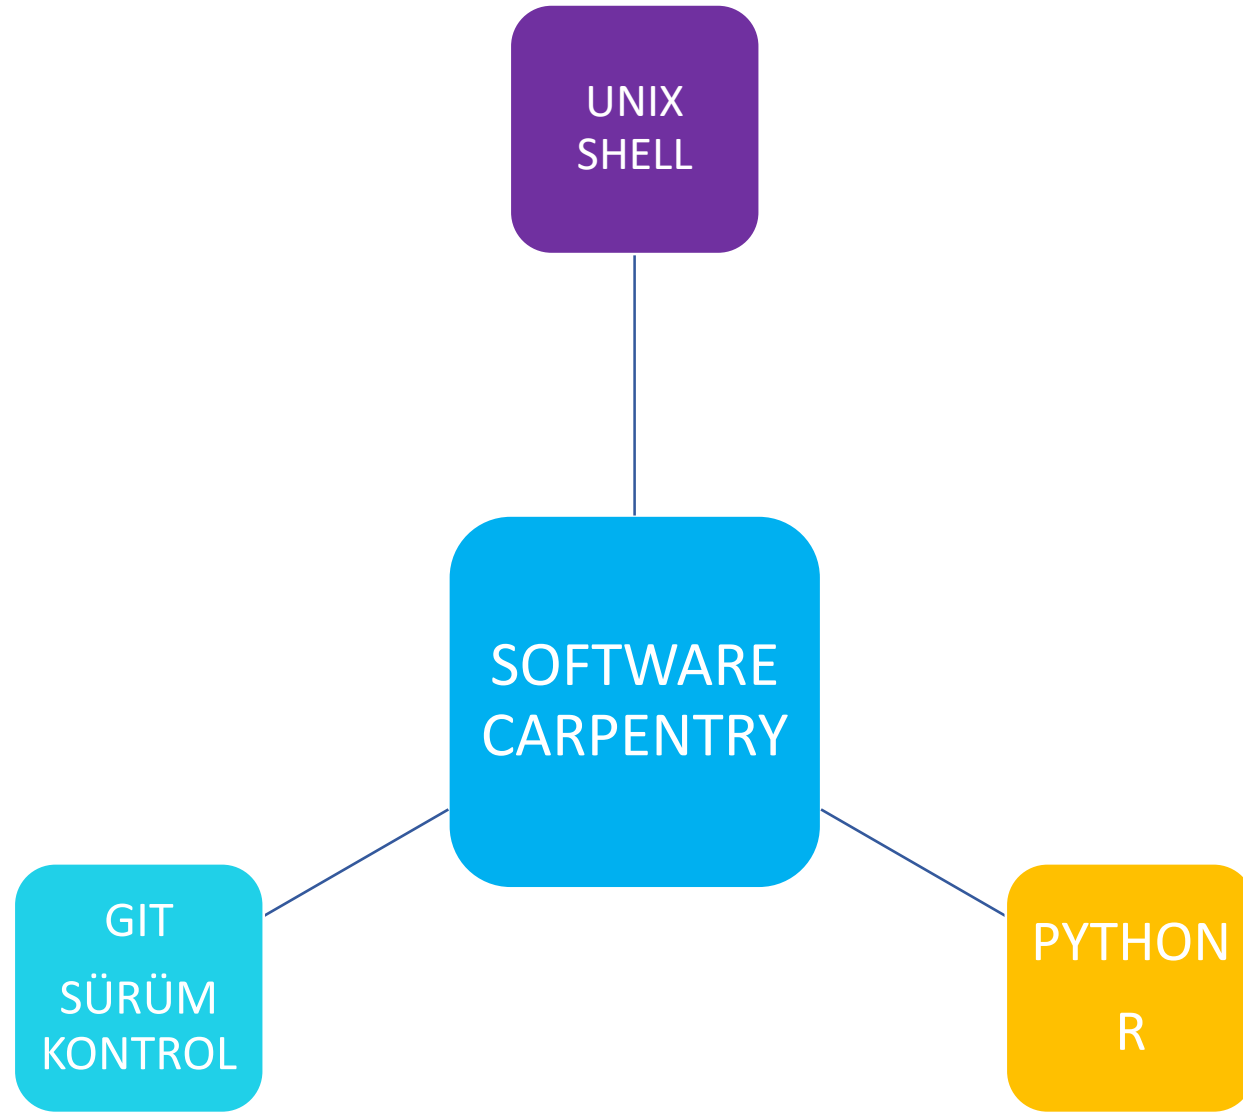 UNIX
SHELL
SOFTWARE
CARPENTRY
GIT
SÜRÜM
KONTROL
PYTHON
R